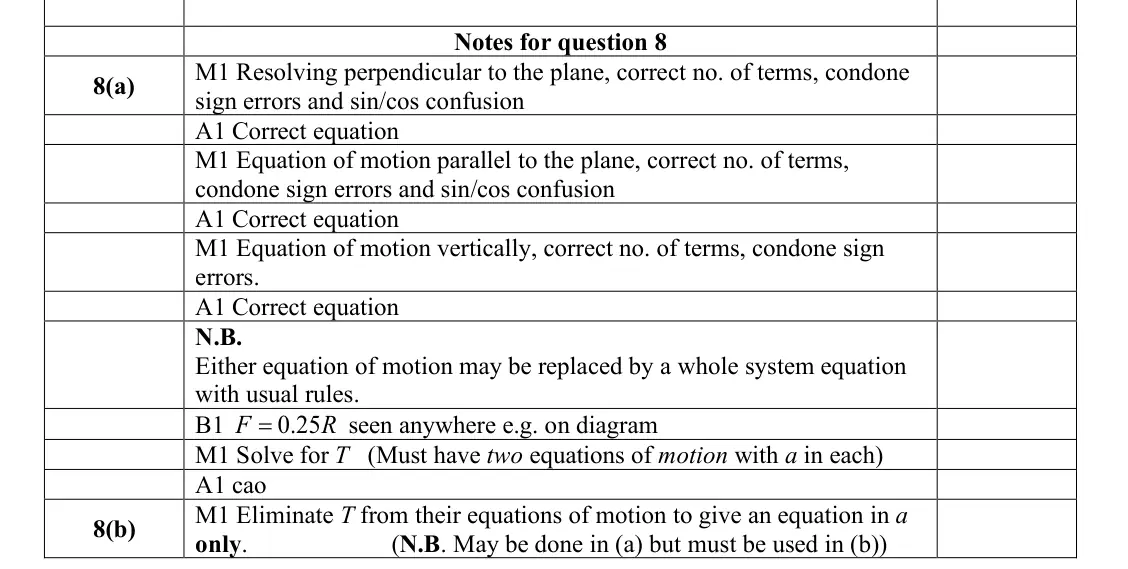 Notes for question 8
8(a)
M1 Resolving perpendicular to the plane, correct no. of terms, condone
sign errors and sin/cos confusion
A1 Correct equation
M1 Equation of motion parallel to the plane, correct no. of terms,
condone sign errors and sin/cos confusion
A1 Correct equation
M1 Equation of motion vertically, correct no. of terms, condone sign
errors.
A1 Correct equation
N.B.
Either equation of motion may be replaced by a whole system equation
with usual rules.
B1 F = 0.25R seen anywhere e.g. on diagram
M1 Solve for T (Must have two equations of motion with a in each)
A1 cao
8(b)
M1 Eliminate T from their equations of motion to give an equation in a
only. (N.B. May be done in (a) but must be used in (b))